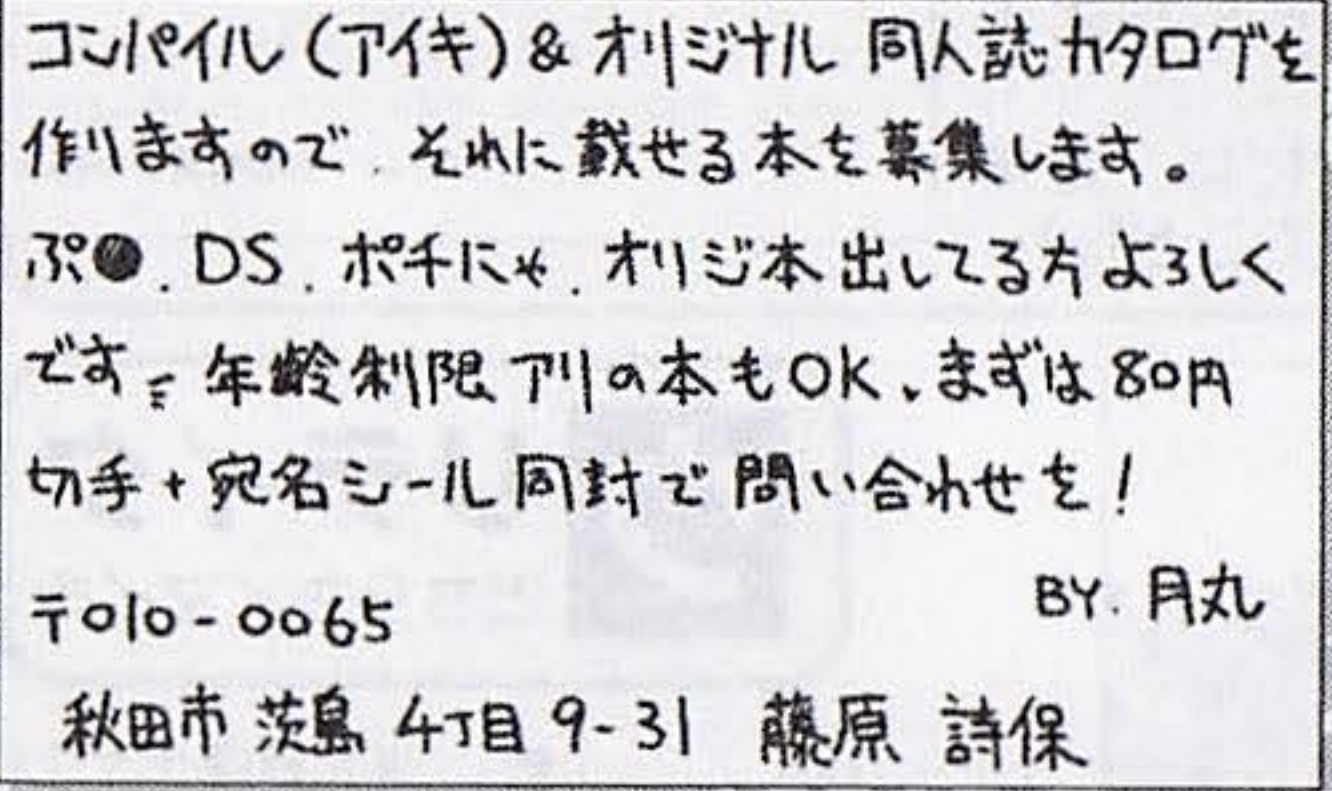 コンパイル(アイキ)&オリジナル 同人誌カタログを
作りますので、それに載せる本を募集します。
ぷ●、DS、ポチにゃ、オリジ本出してる方よろしく
です〟年齢制限アリの本もOK、まずは80円
切手+宛名シール同封で問い合わせを!
BY. 月丸
〒010-0065
秋田市 茨島 4丁目9-31 藤原 詩保